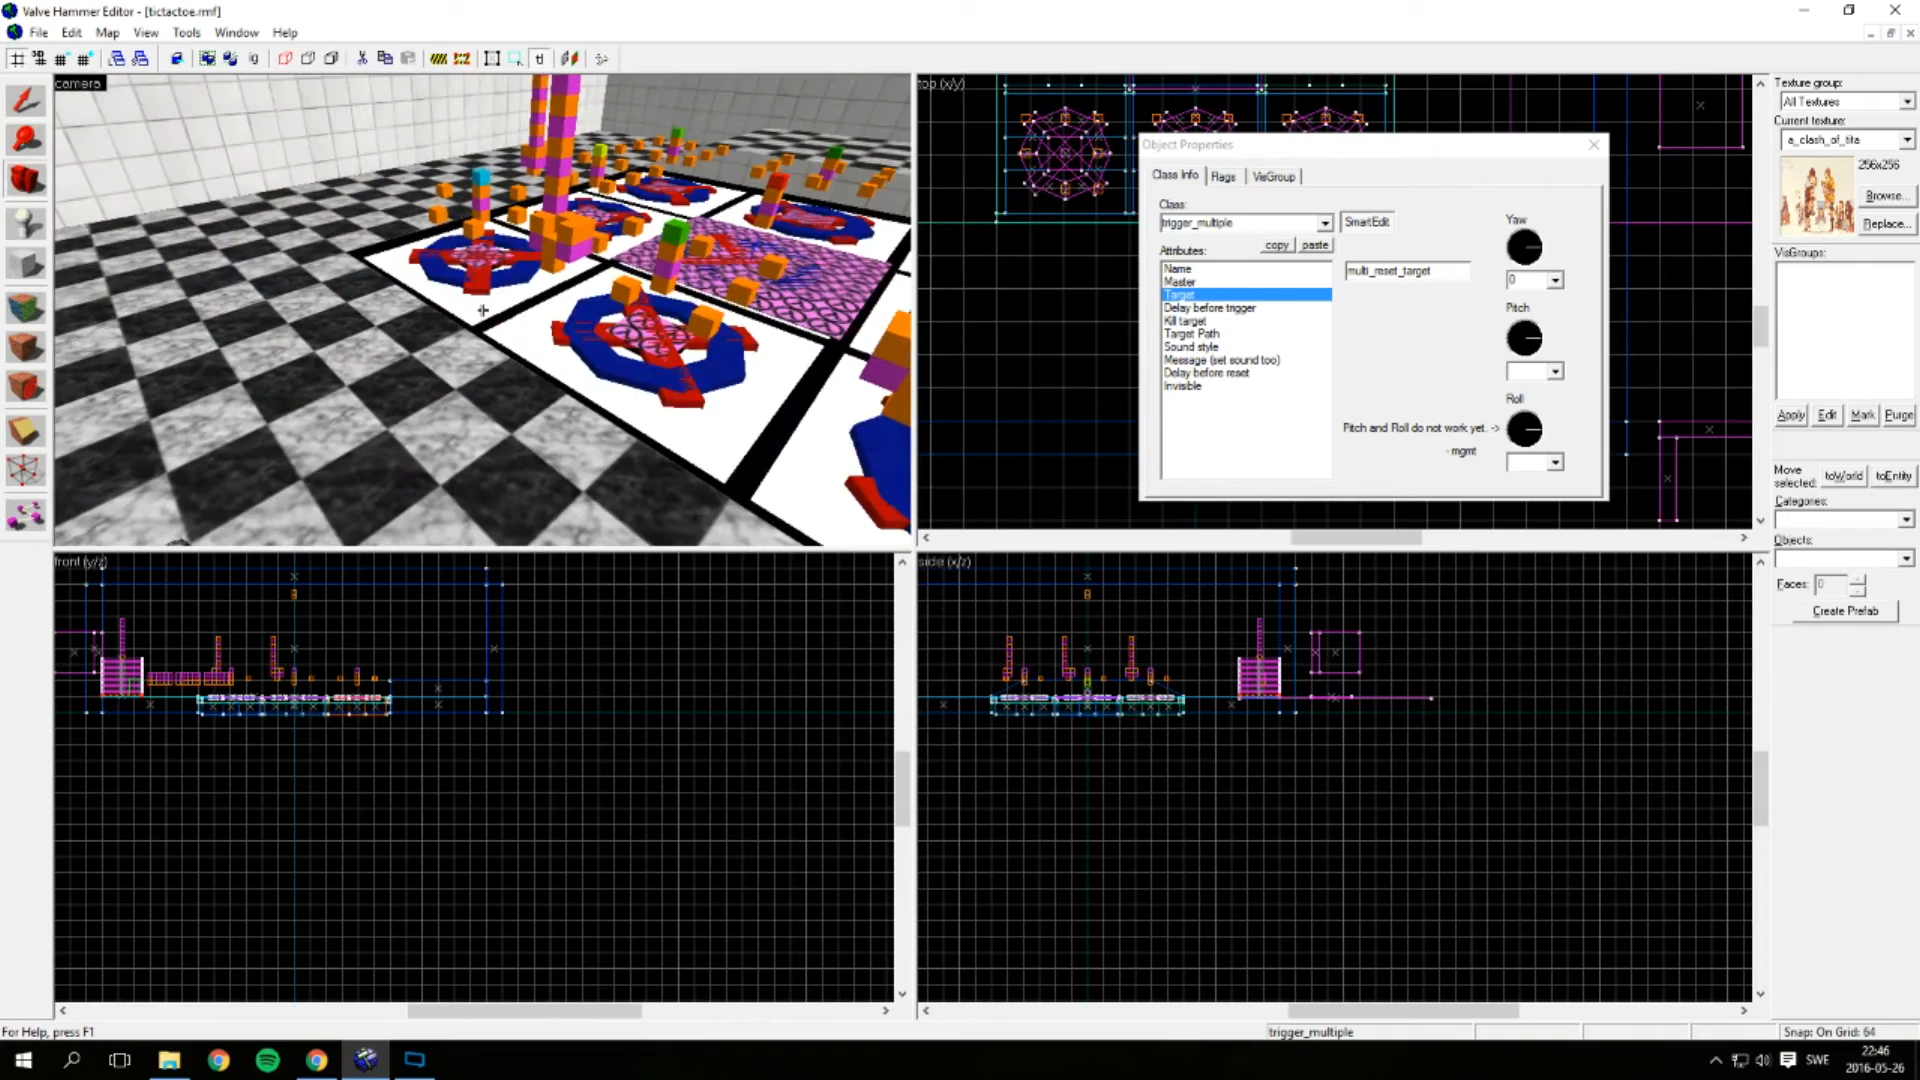 Valve Hammer Editor - [tictactoe.rmf]
File Edit Map View Tools Window Help
camera
top (x/y)
Object Properties
Class Info Flags VisGroup
Class:
trigger_multiple SmartEdit
Attributes: copy paste
Name
Master
Target
Delay before trigger
Kill target
Target Path
Sound style
Message (set sound too)
Delay before reset
Invisible
multi_reset_target
Yaw
0
Pitch
Roll
Pitch and Roll do not work yet. ->
- mgmt
Texture group:
All Textures
Current texture:
a_clash_of_tita
256x256
Browse...
Replace...
VisGroups:
Apply Edit Mark Purge
Move selected: toWorld toEntity
Categories:
Objects:
Faces: 0
Create Prefab
front (y/z)
side (x/z)
For Help, press F1
trigger_multiple
Snap: On Grid: 64
SWE
22:46
2016-05-26